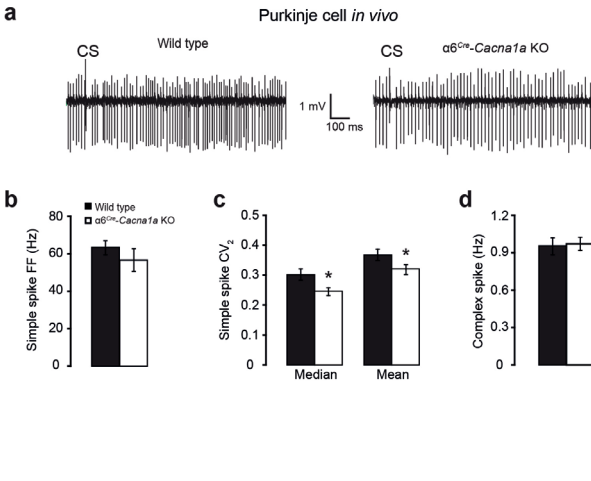 a
Purkinje cell in vivo
CS
Wild type
CS
α6Cre-Cacna1a KO
1 mV
100 ms
b
Wild type
α6Cre-Cacna1a KO
Simple spike FF (Hz)
80
60
40
20
0
c
Simple spike CV2
0.5
0.4
0.3
0.2
0.1
0
*
*
Median
Mean
d
Complex spike (Hz)
1.2
0.9
0.6
0.3
0